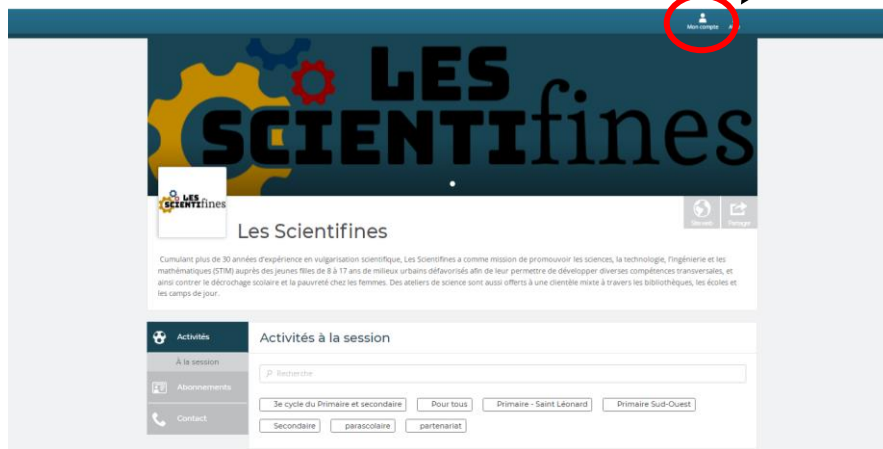 Mon compte
LES
SCIENTIfines
LES
SCIENTIfines
Les Scientifines
Site web Partager
Cumulant plus de 30 années d'expérience en vulgarisation scientifique, Les Scientifines a comme mission de promouvoir les sciences, la technologie, l'ingénierie et les
mathématiques (STIM) auprès des jeunes filles de 8 à 17 ans de milieux urbains défavorisés afin de leur permettre de développer diverses compétences transversales, et
ainsi contrer le décrochage scolaire et la pauvreté chez les femmes. Des ateliers de science sont aussi offerts à une clientèle mixte à travers les bibliothèques, les écoles et
les camps de jour.
Activités
À la session
Abonnements
Contact
Activités à la session
Recherche
3e cycle du Primaire et secondaire Pour tous Primaire - Saint Léonard Primaire Sud-Ouest
Secondaire parascolaire partenariat